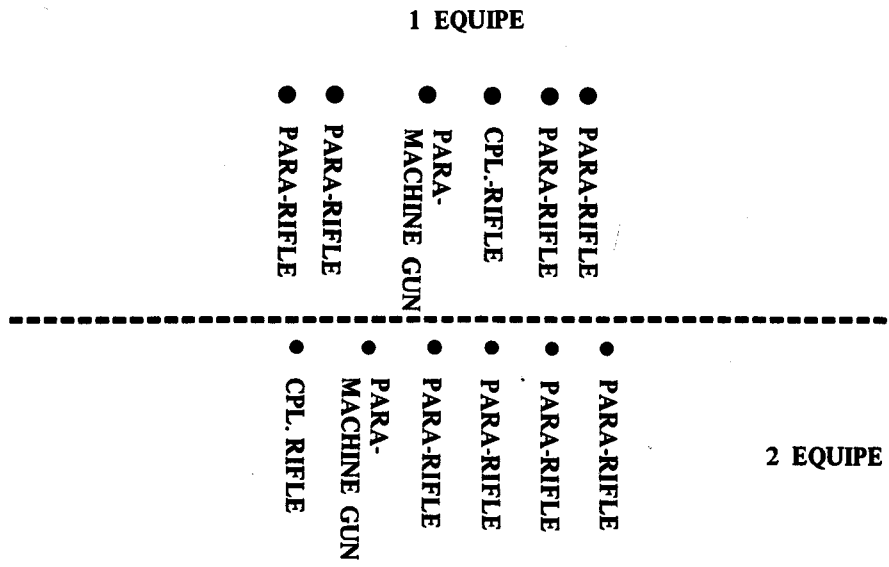 1 EQUIPE
PARA-RIFLE
PARA-RIFLE
PARA-
MACHINE GUN
CPL.-RIFLE
PARA-RIFLE
PARA-RIFLE
CPL. RIFLE
PARA-
MACHINE GUN
PARA-RIFLE
PARA-RIFLE
PARA-RIFLE
PARA-RIFLE
2 EQUIPE